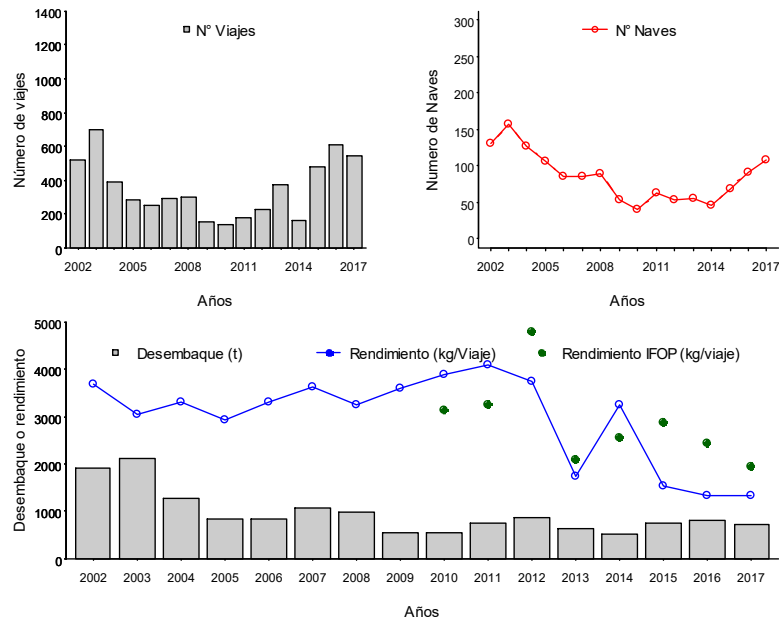 1400
1200
1000
800
600
400
200
0
Número de viajes
N° Viajes
2002 2005 2008 2011 2014 2017
Años
300
250
200
150
100
50
0
Numero de Naves
N° Naves
2002 2005 2008 2011 2014 2017
Años
5000
4000
3000
2000
1000
0
Desembaque o rendimiento
Desembaque (t) Rendimiento (kg/Viaje) Rendimiento IFOP (kg/viaje)
2002 2003 2004 2005 2006 2007 2008 2009 2010 2011 2012 2013 2014 2015 2016 2017
Años